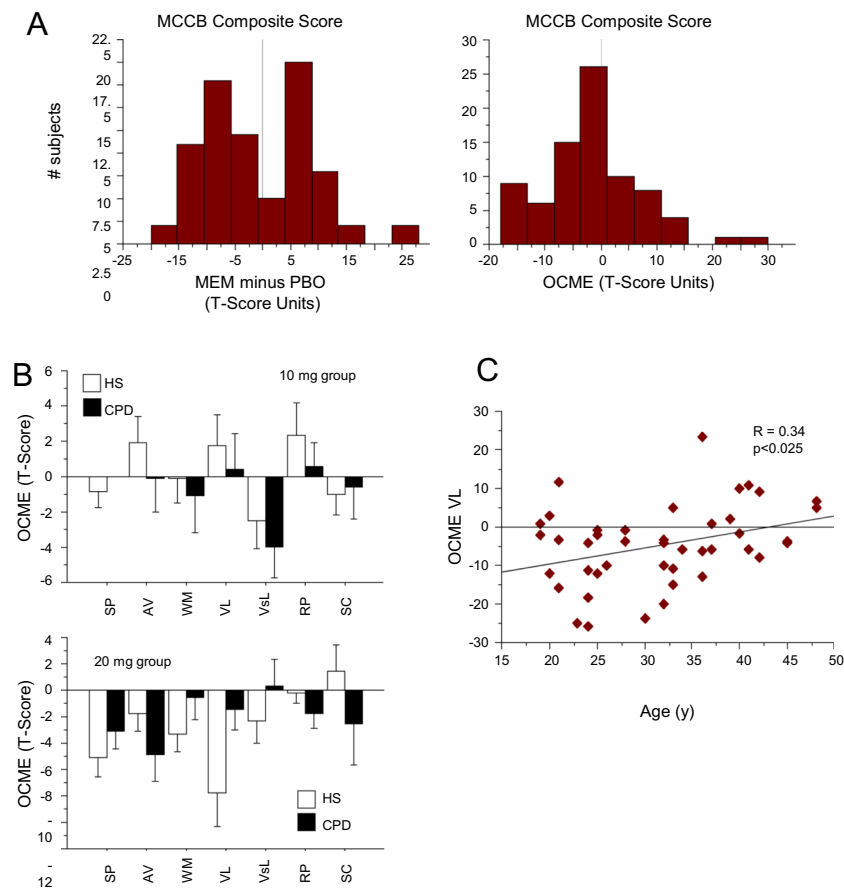 A
MCCB Composite Score
22.
5
20
17.
5
15
12.
5
10
7.5
5
2.5
0
# subjects
-25 -15 -5 5 15 25
MEM minus PBO
(T-Score Units)
MCCB Composite Score
30
25
20
15
10
5
0
-20 -10 0 10 20 30
OCME (T-Score Units)
B
HS
CPD
10 mg group
OCME (T-Score)
6
4
2
0
-2
-4
-6
SP AV WM VL VsL RP SC
20 mg group
OCME (T-Score)
4
2
0
-2
-4
-6
-8
-
10
-
12
HS
CPD
SP AV WM VL VsL RP SC
C
R = 0.34
p<0.025
OCME VL
30
20
10
0
-10
-20
-30
15 20 25 30 35 40 45 50
Age (y)